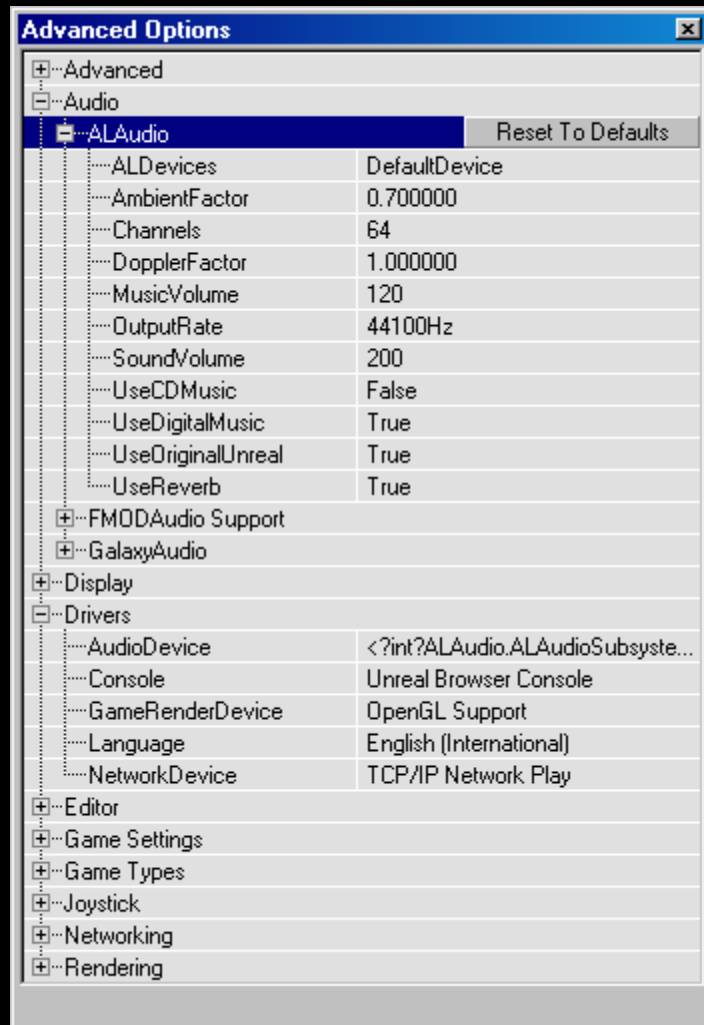 Advanced Options
Advanced
Audio
ALAudio Reset To Defaults
ALDevices DefaultDevice
AmbientFactor 0.700000
Channels 64
DopplerFactor 1.000000
MusicVolume 120
OutputRate 44100Hz
SoundVolume 200
UseCDMusic False
UseDigitalMusic True
UseOriginalUnreal True
UseReverb True
FMODAudio Support
GalaxyAudio
Display
Drivers
AudioDevice <?int?ALAudio.ALAudioSubsyste...
Console Unreal Browser Console
GameRenderDevice OpenGL Support
Language English (International)
NetworkDevice TCP/IP Network Play
Editor
Game Settings
Game Types
Joystick
Networking
Rendering